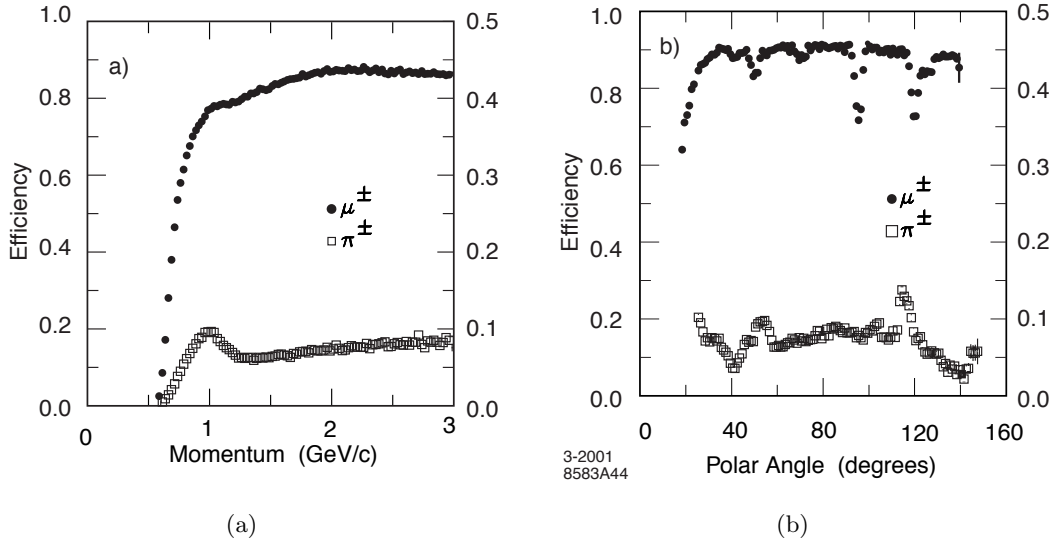 a)
Efficiency
1.0
0.8
0.6
0.4
0.2
0.0
0.5
0.4
0.3
0.2
0.1
0.0
μ±
π±
0 1 2 3
Momentum (GeV/c)
(a)
b)
Efficiency
1.0
0.8
0.6
0.4
0.2
0.0
0.5
0.4
0.3
0.2
0.1
0.0
μ±
π±
0 40 80 120 160
Polar Angle (degrees)
3-2001
8583A44
(b)